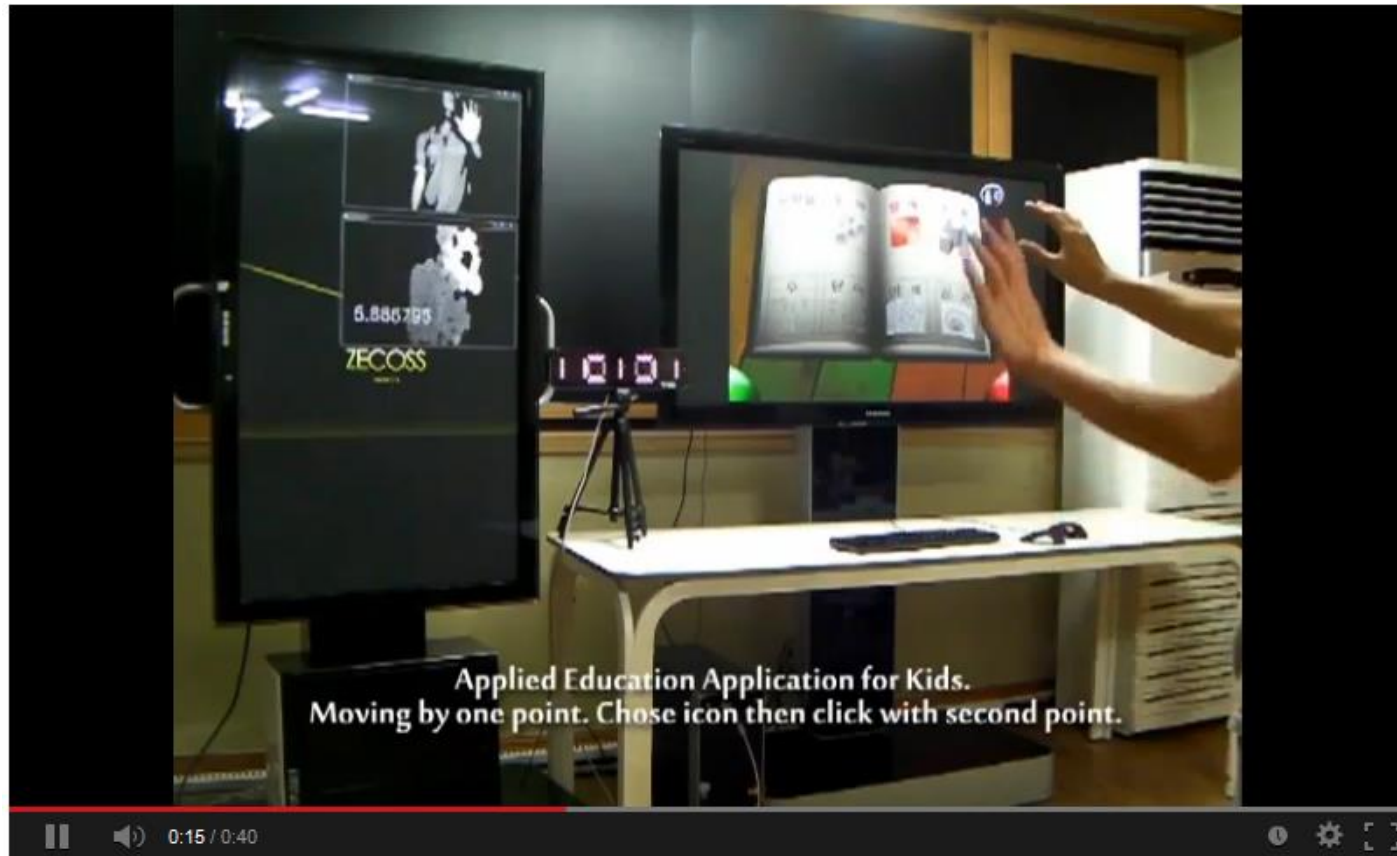 5.886795
ZECOSS
10101
Applied Education Application for Kids.
Moving by one point. Chose icon then click with second point.
0:15 / 0:40